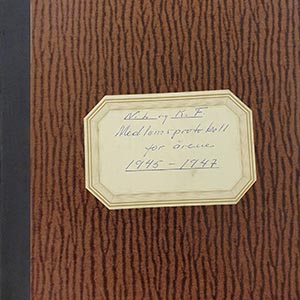 N.b. og R. F
Medlemsprotokoll
for årene
1945 - 1947